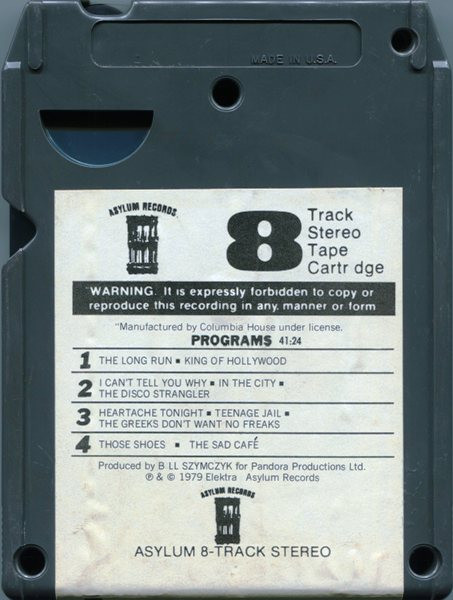 MADE IN U.S.A.
ASYLUM RECORDS
8 Track
Stereo
Tape
Cartr dge
"WARNING. It is expressly forbidden to copy or
reproduce this recording in any manner or form
"Manufactured by Columbia House under license.
PROGRAMS 41:24
1 THE LONG RUN ▪ KING OF HOLLYWOOD
2 I CAN'T TELL YOU WHY ▪ IN THE CITY ▪
THE DISCO STRANGLER
3 HEARTACHE TONIGHT ▪ TEENAGE JAIL ▪
THE GREEKS DON'T WANT NO FREAKS
4 THOSE SHOES ▪ THE SAD CAFÉ
Produced by B LL SZYMCZYK for Pandora Productions Ltd.
℗ & © 1979 Elektra Asylum Records
ASYLUM RECORDS
ASYLUM 8-TRACK STEREO